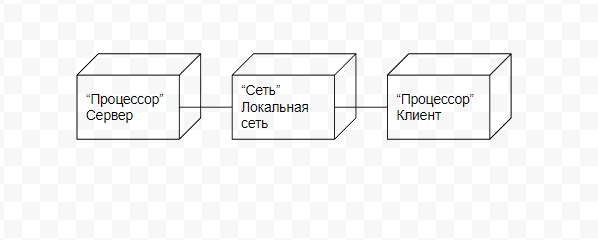 “Процессор”
Сервер
“Сеть”
Локальная
сеть
“Процессор”
Клиент